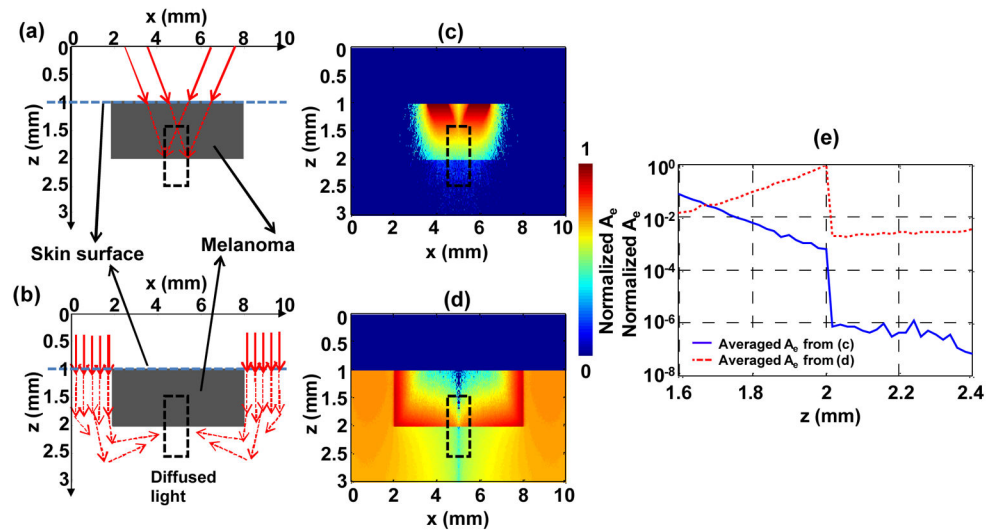 (a)
x (mm)
0 2 4 6 8 10
0
0.5
1
1.5
2
2.5
3
z (mm)
Skin surface
Melanoma
(b)
x (mm)
0 2 4 6 8 10
0
0.5
1
1.5
2
2.5
3
z (mm)
Diffused
light
(c)
0
0.5
1
1.5
2
2.5
3
z (mm)
0 2 4 6 8 10
x (mm)
(d)
0
0.5
1
1.5
2
2.5
3
z (mm)
0 2 4 6 8 10
x (mm)
1
0
Normalized Ae
(e)
Normalized Ae
10^0
10^-2
10^-4
10^-6
10^-8
Averaged Ae from (c)
Averaged Ae from (d)
1.6 1.8 2 2.2 2.4
z (mm)